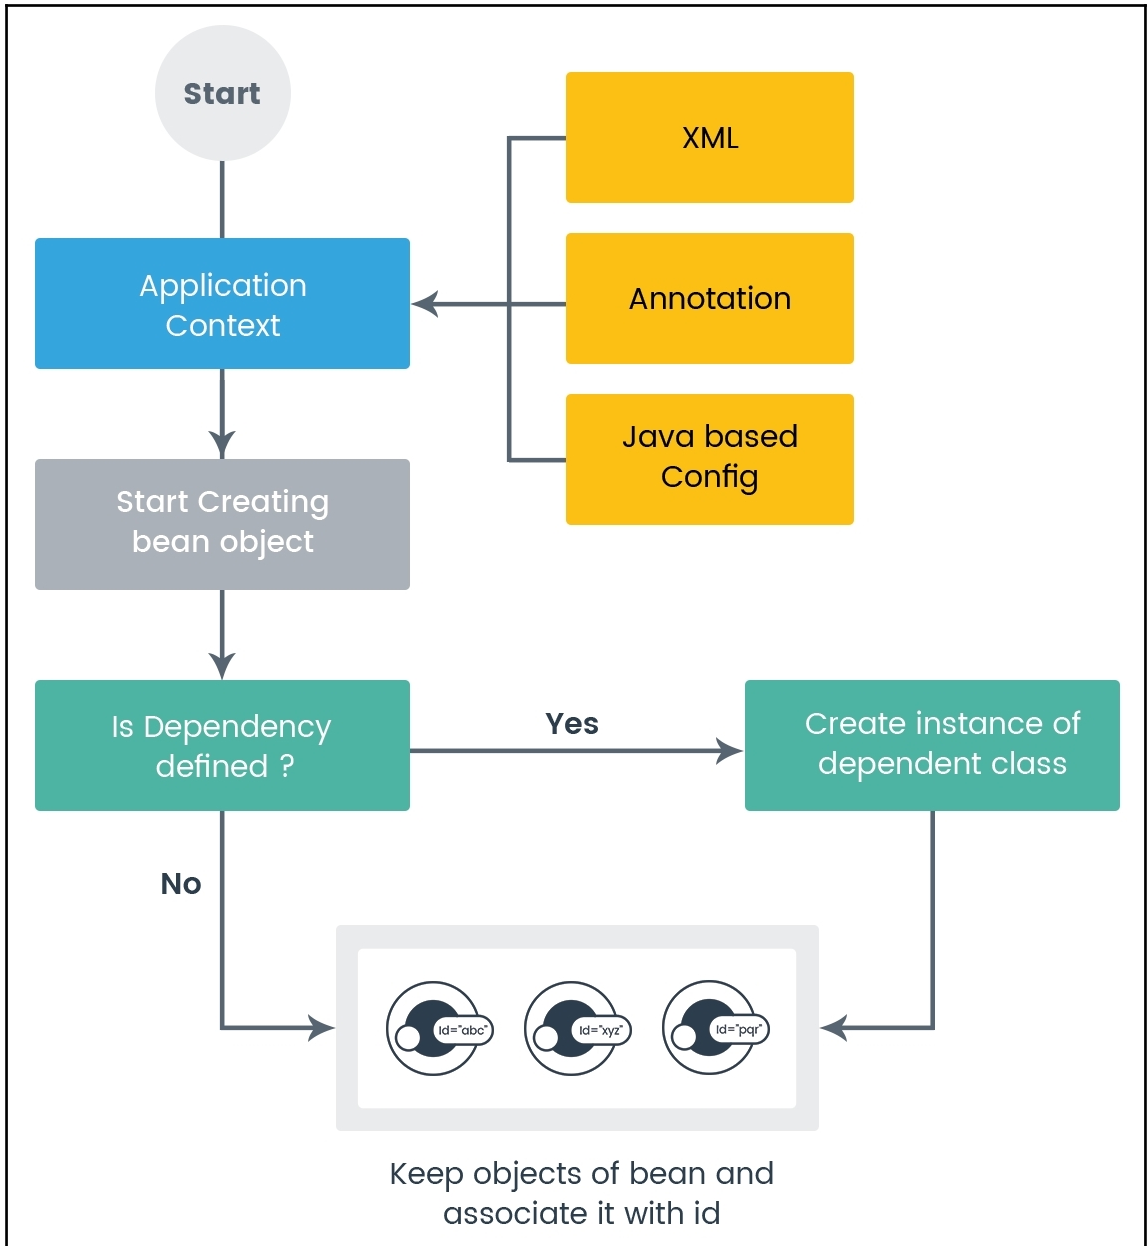 Start
XML
Application
Context
Annotation
Java based
Config
Start Creating
bean object
Is Dependency
defined ?
Yes
Create instance of
dependent class
No
Id="abc"
Id="xyz"
Id="pqr"
Keep objects of bean and
associate it with id